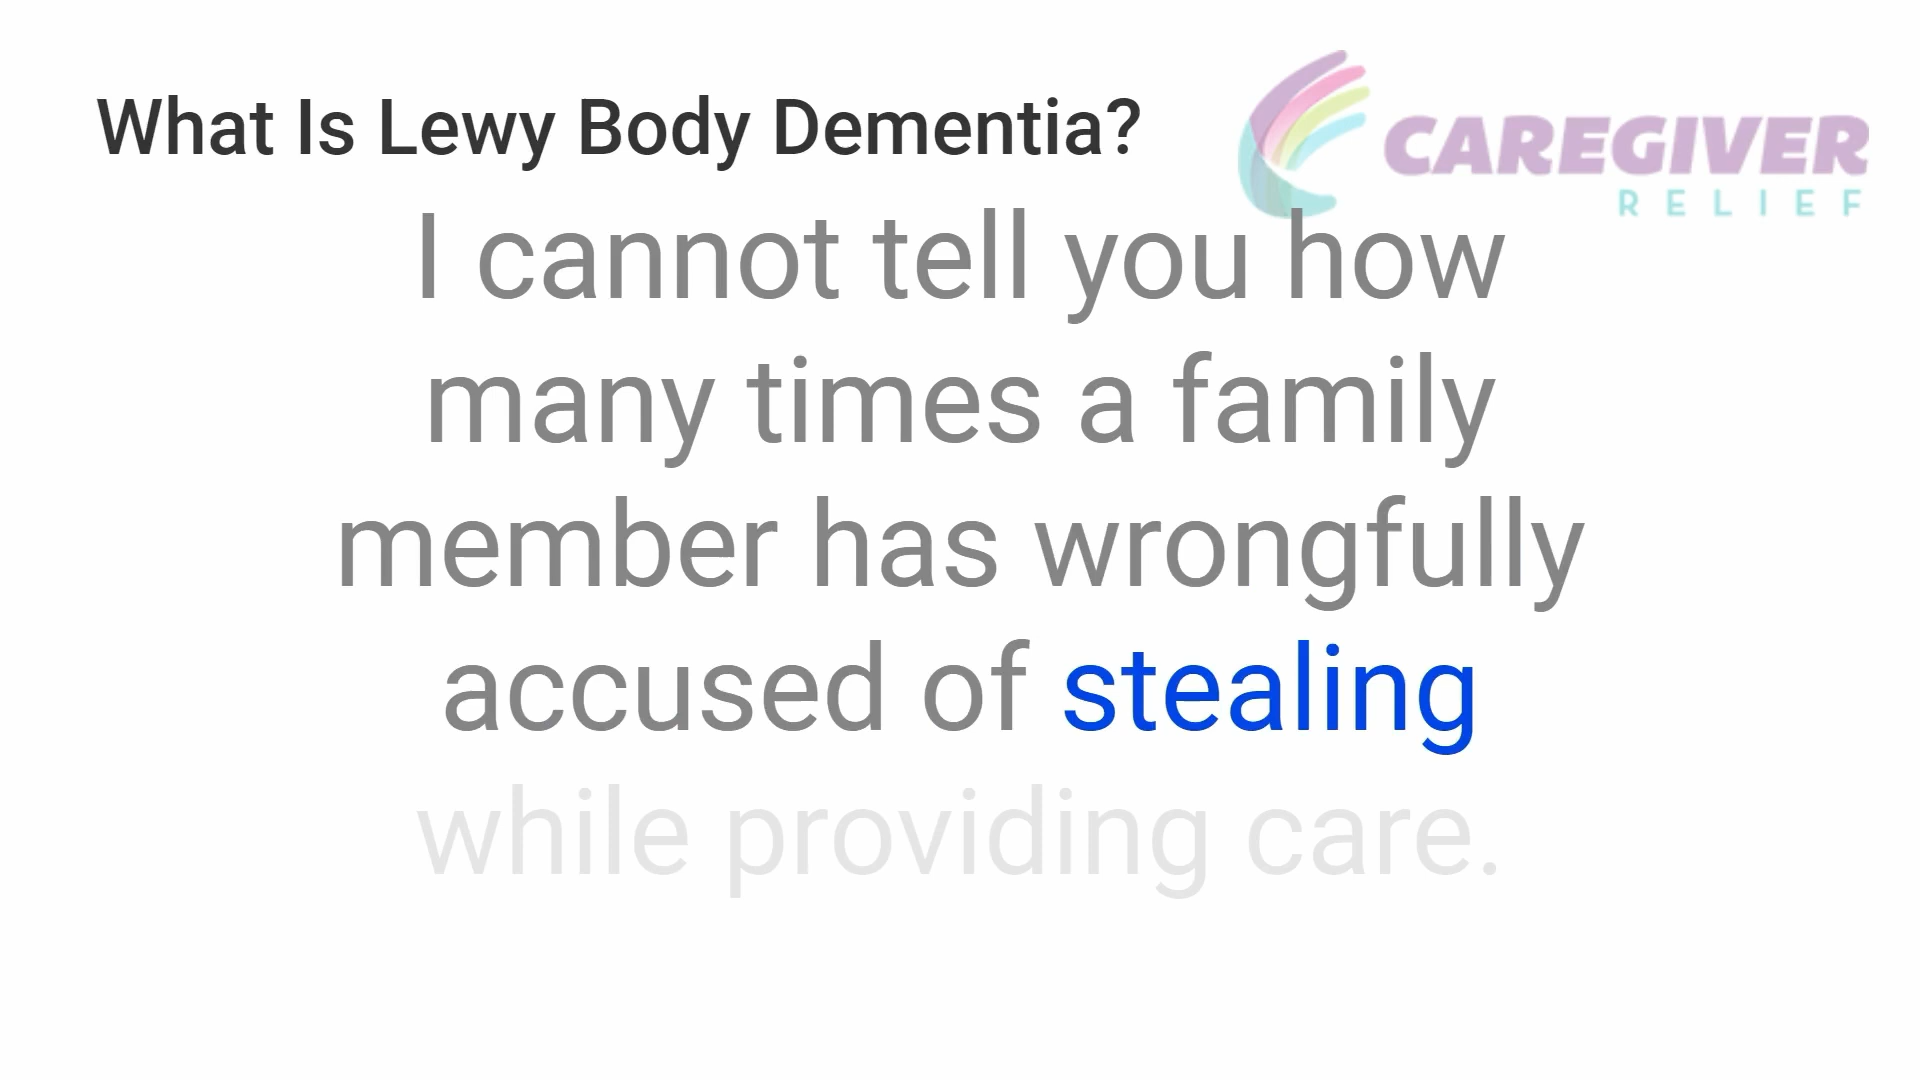 What Is Lewy Body Dementia?
CAREGIVER
RELIEF
I cannot tell you how
many times a family
member has wrongfully
accused of stealing
while providing care.